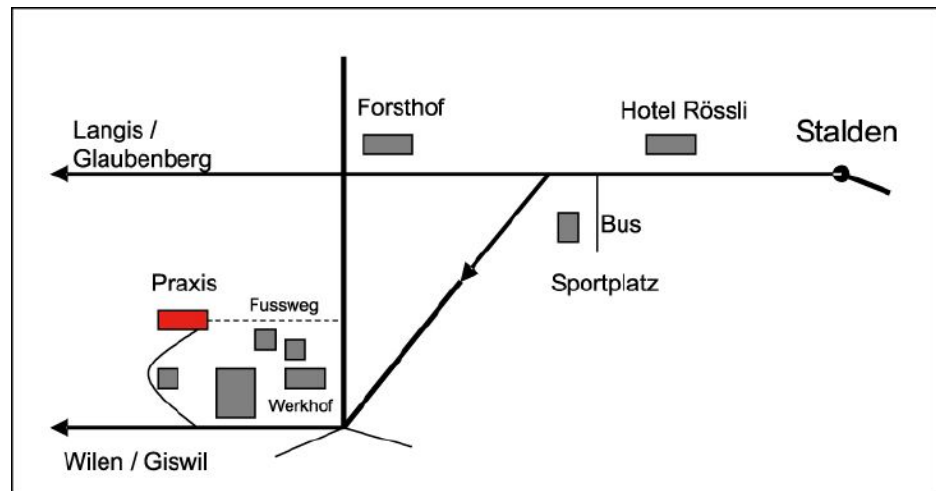 Forsthof
Hotel Rössli
Langis /
Glaubenberg
Stalden
Bus
Sportplatz
Praxis
Fussweg
Werkhof
Wilen / Giswil